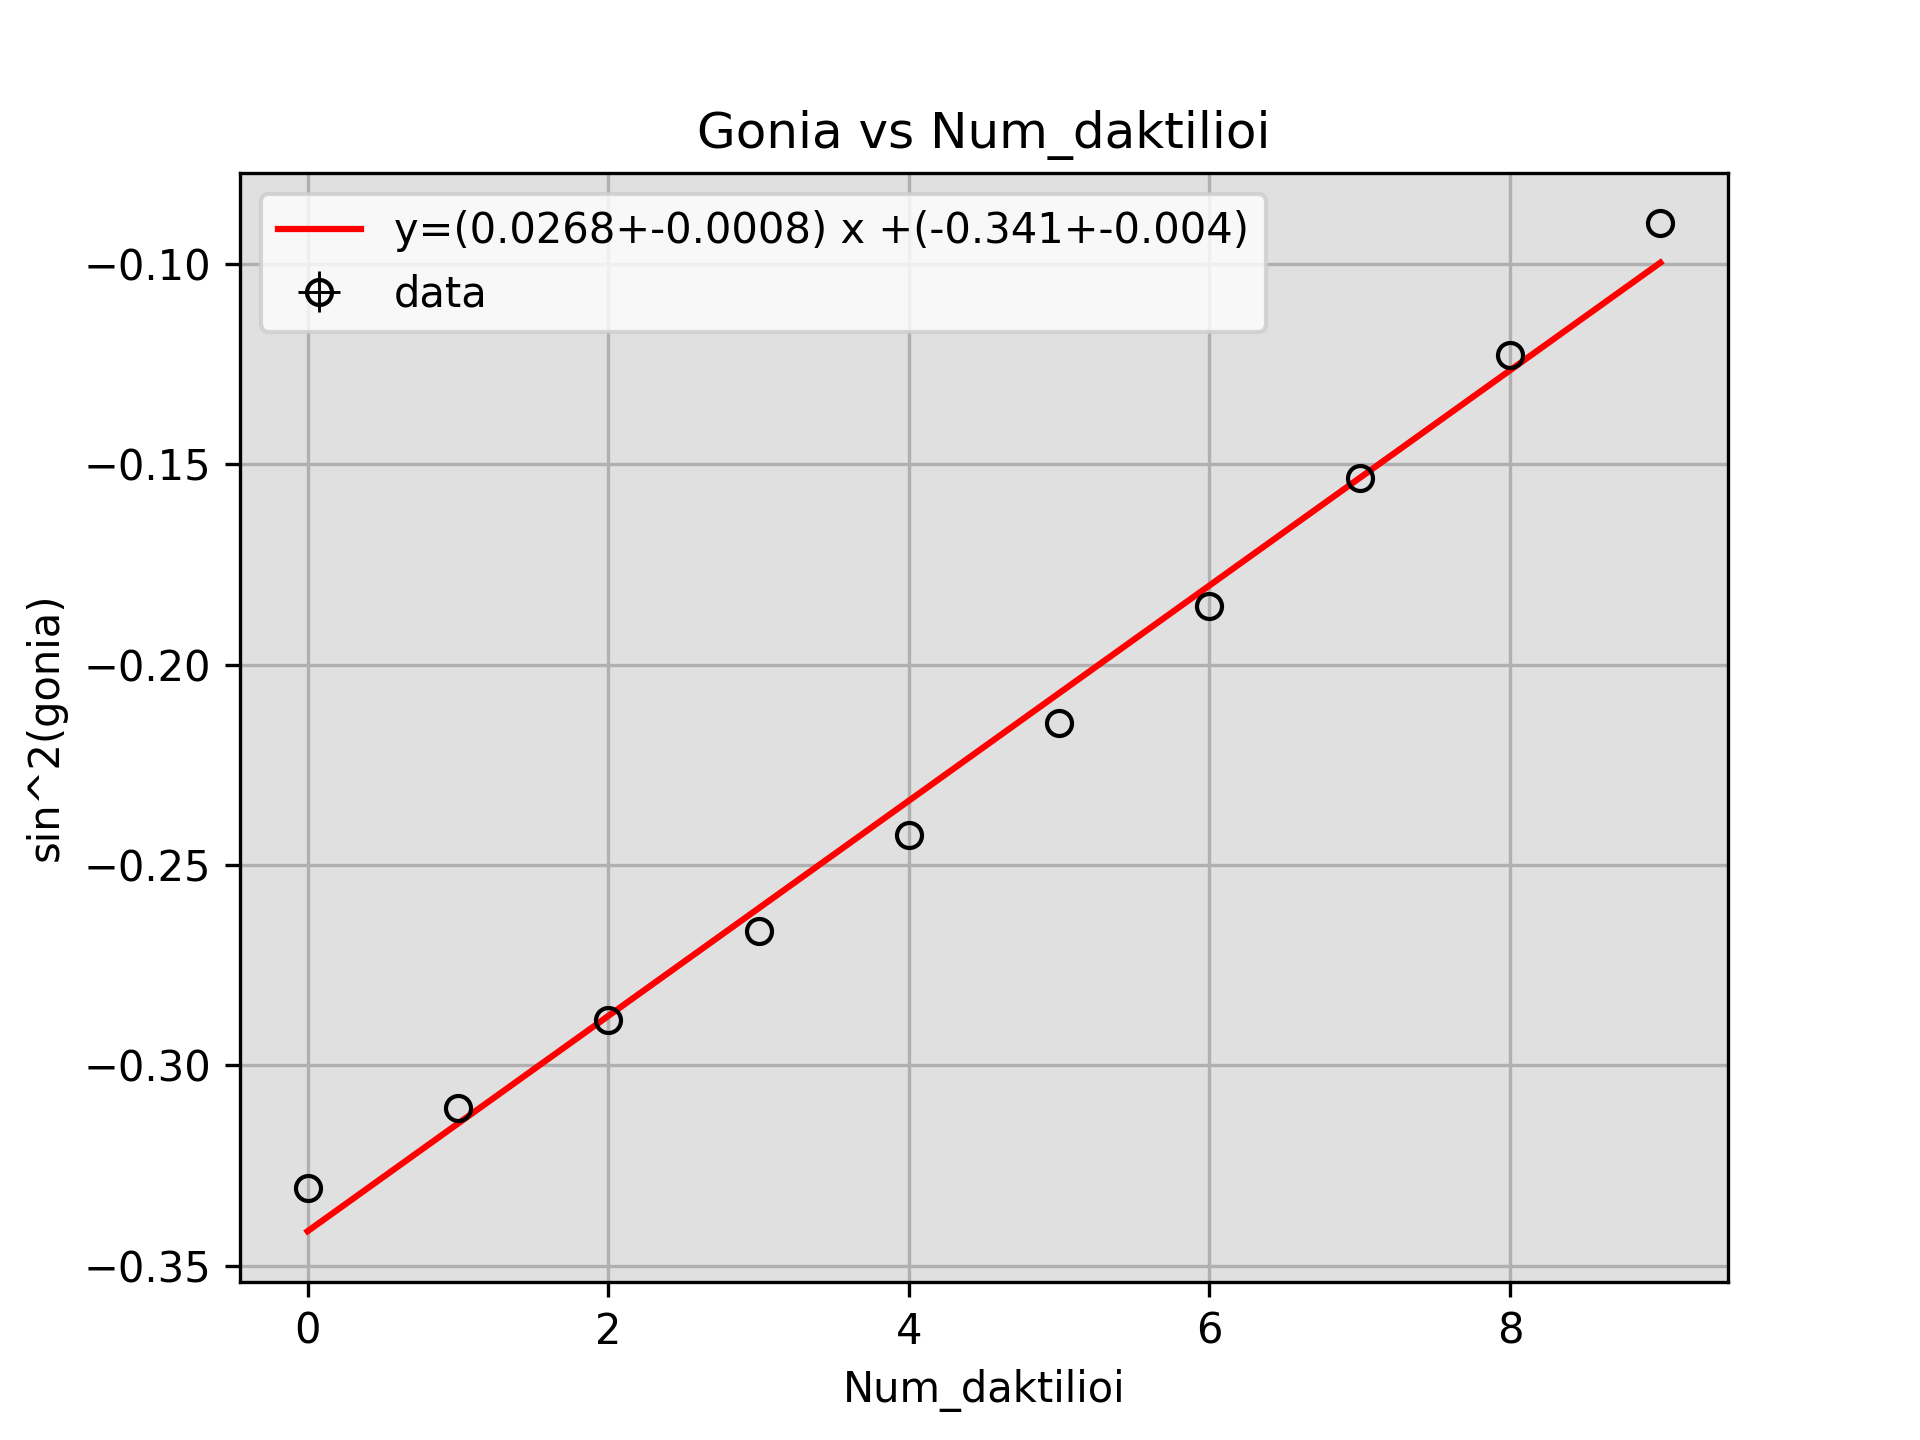 Gonia vs Num_daktilioi
y=(0.0268+-0.0008) x +(-0.341+-0.004)
data
sin^2(gonia)
−0.10
−0.15
−0.20
−0.25
−0.30
−0.35
0 2 4 6 8
Num_daktilioi